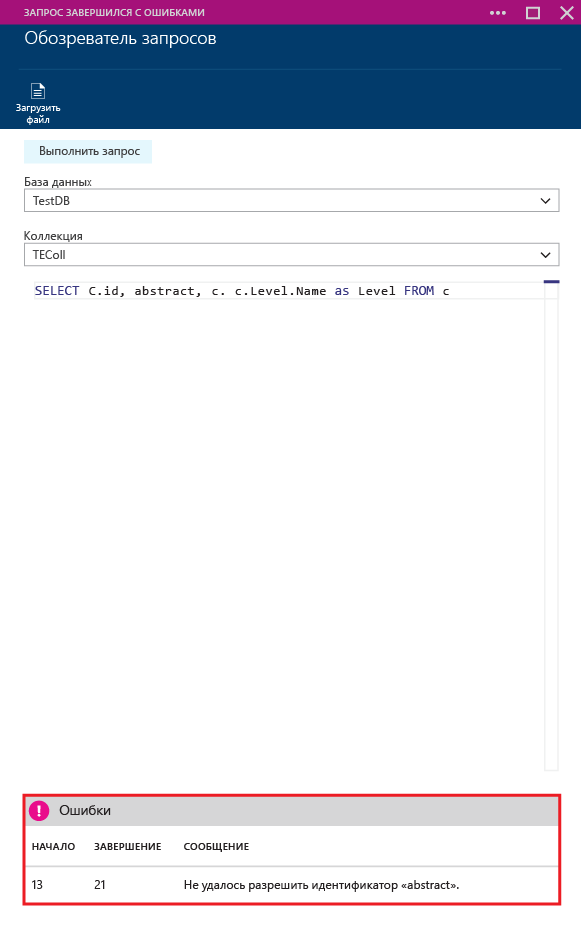 ЗАПРОС ЗАВЕРШИЛСЯ С ОШИБКАМИ
Обозреватель запросов
Загрузить
файл
Выполнить запрос
База данных
TestDB
Коллекция
TEColl
SELECT C.id, abstract, c. c.Level.Name as Level FROM c
Ошибки
НАЧАЛО ЗАВЕРШЕНИЕ СООБЩЕНИЕ
13 21 Не удалось разрешить идентификатор «abstract».